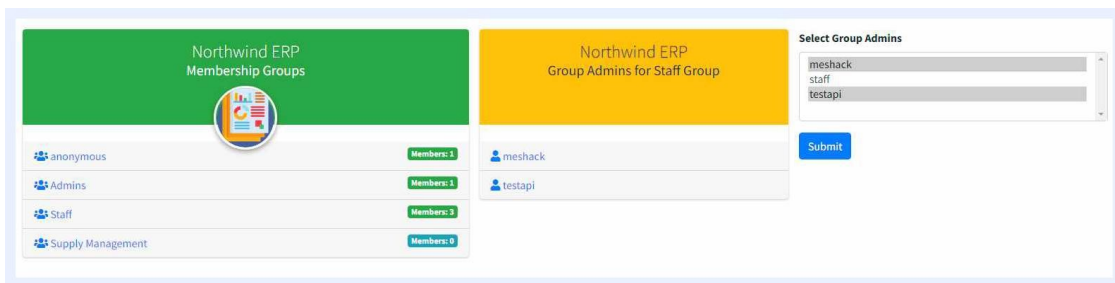 Northwind ERP
Membership Groups
anonymous
Members: 1
Admins
Members: 1
Staff
Members: 3
Supply Management
Members: 0
Northwind ERP
Group Admins for Staff Group
meshack
testapi
Select Group Admins
meshack
staff
testapi
Submit